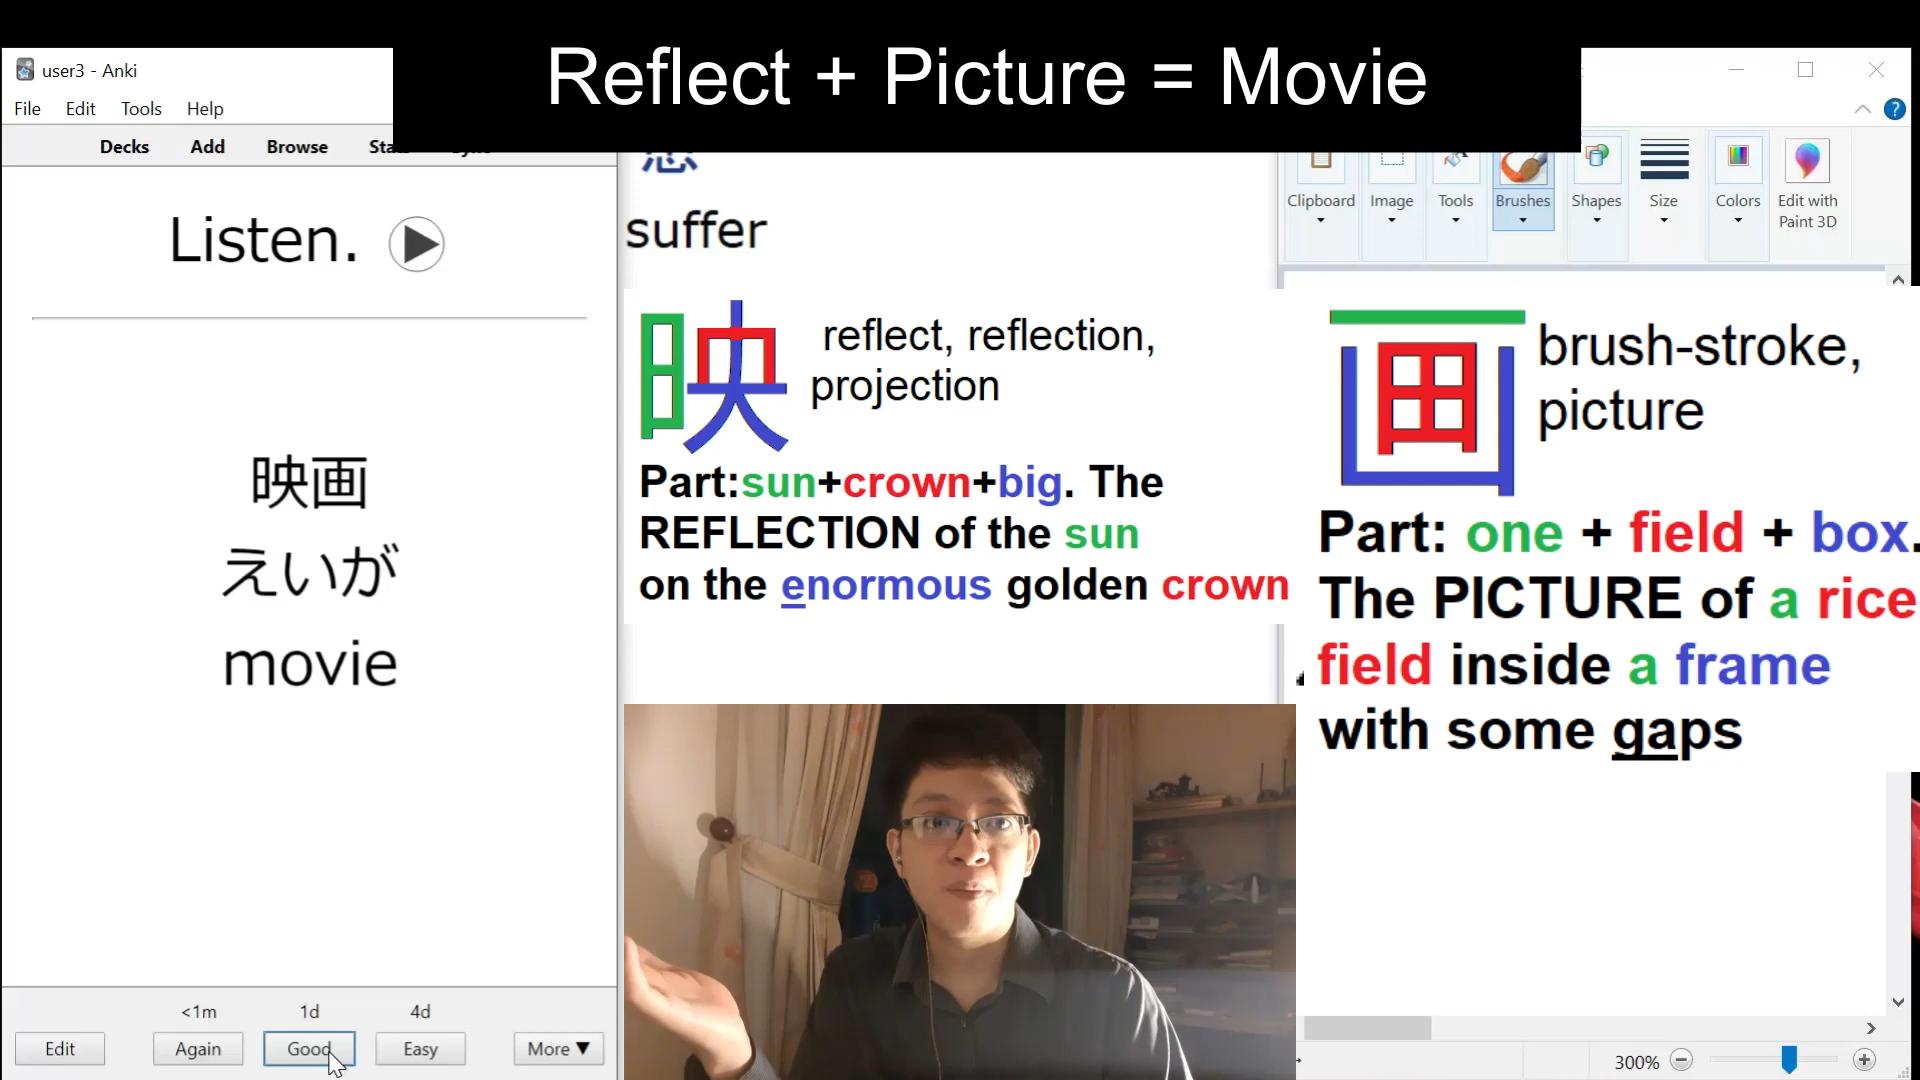 Reflect + Picture = Movie
user3 - Anki
File Edit Tools Help
Decks Add Browse
Listen.
映画
えいが
movie
<1m 1d 4d
Edit Again Good Easy More ▼
suffer
映 reflect, reflection,
projection
Part:sun+crown+big. The
REFLECTION of the sun
on the enormous golden crown
Clipboard Image Tools Brushes Shapes Size Colors Edit with
Paint 3D
画 brush-stroke,
picture
Part: one + field + box.
The PICTURE of a rice
field inside a frame
with some gaps
300%